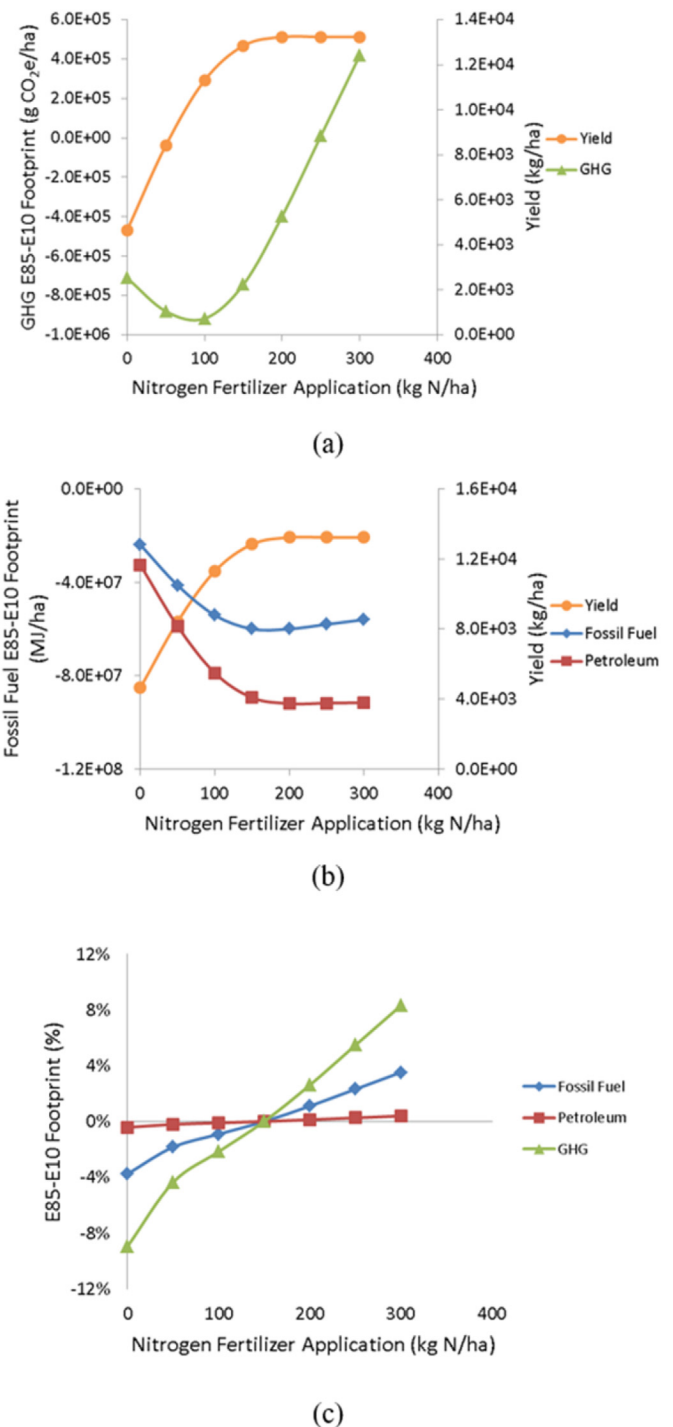 6.0E+05
4.0E+05
2.0E+05
0.0E+00
-2.0E+05
-4.0E+05
-6.0E+05
-8.0E+05
-1.0E+06
GHG E85-E10 Footprint (g CO₂e/ha)
1.4E+04
1.2E+04
1.0E+04
8.0E+03
6.0E+03
4.0E+03
2.0E+03
0.0E+00
Yield (kg/ha)
Yield
GHG
0 100 200 300 400
Nitrogen Fertilizer Application (kg N/ha)
(a)
0.0E+00
-4.0E+07
-8.0E+07
-1.2E+08
Fossil Fuel E85-E10 Footprint
(MJ/ha)
1.6E+04
1.2E+04
8.0E+03
4.0E+03
0.0E+00
Yield (kg/ha)
Yield
Fossil Fuel
Petroleum
0 100 200 300 400
Nitrogen Fertilizer Application (kg N/ha)
(b)
12%
8%
4%
0%
-4%
-8%
-12%
E85-E10 Footprint (%)
Fossil Fuel
Petroleum
GHG
0 100 200 300 400
Nitrogen Fertilizer Application (kg N/ha)
(c)